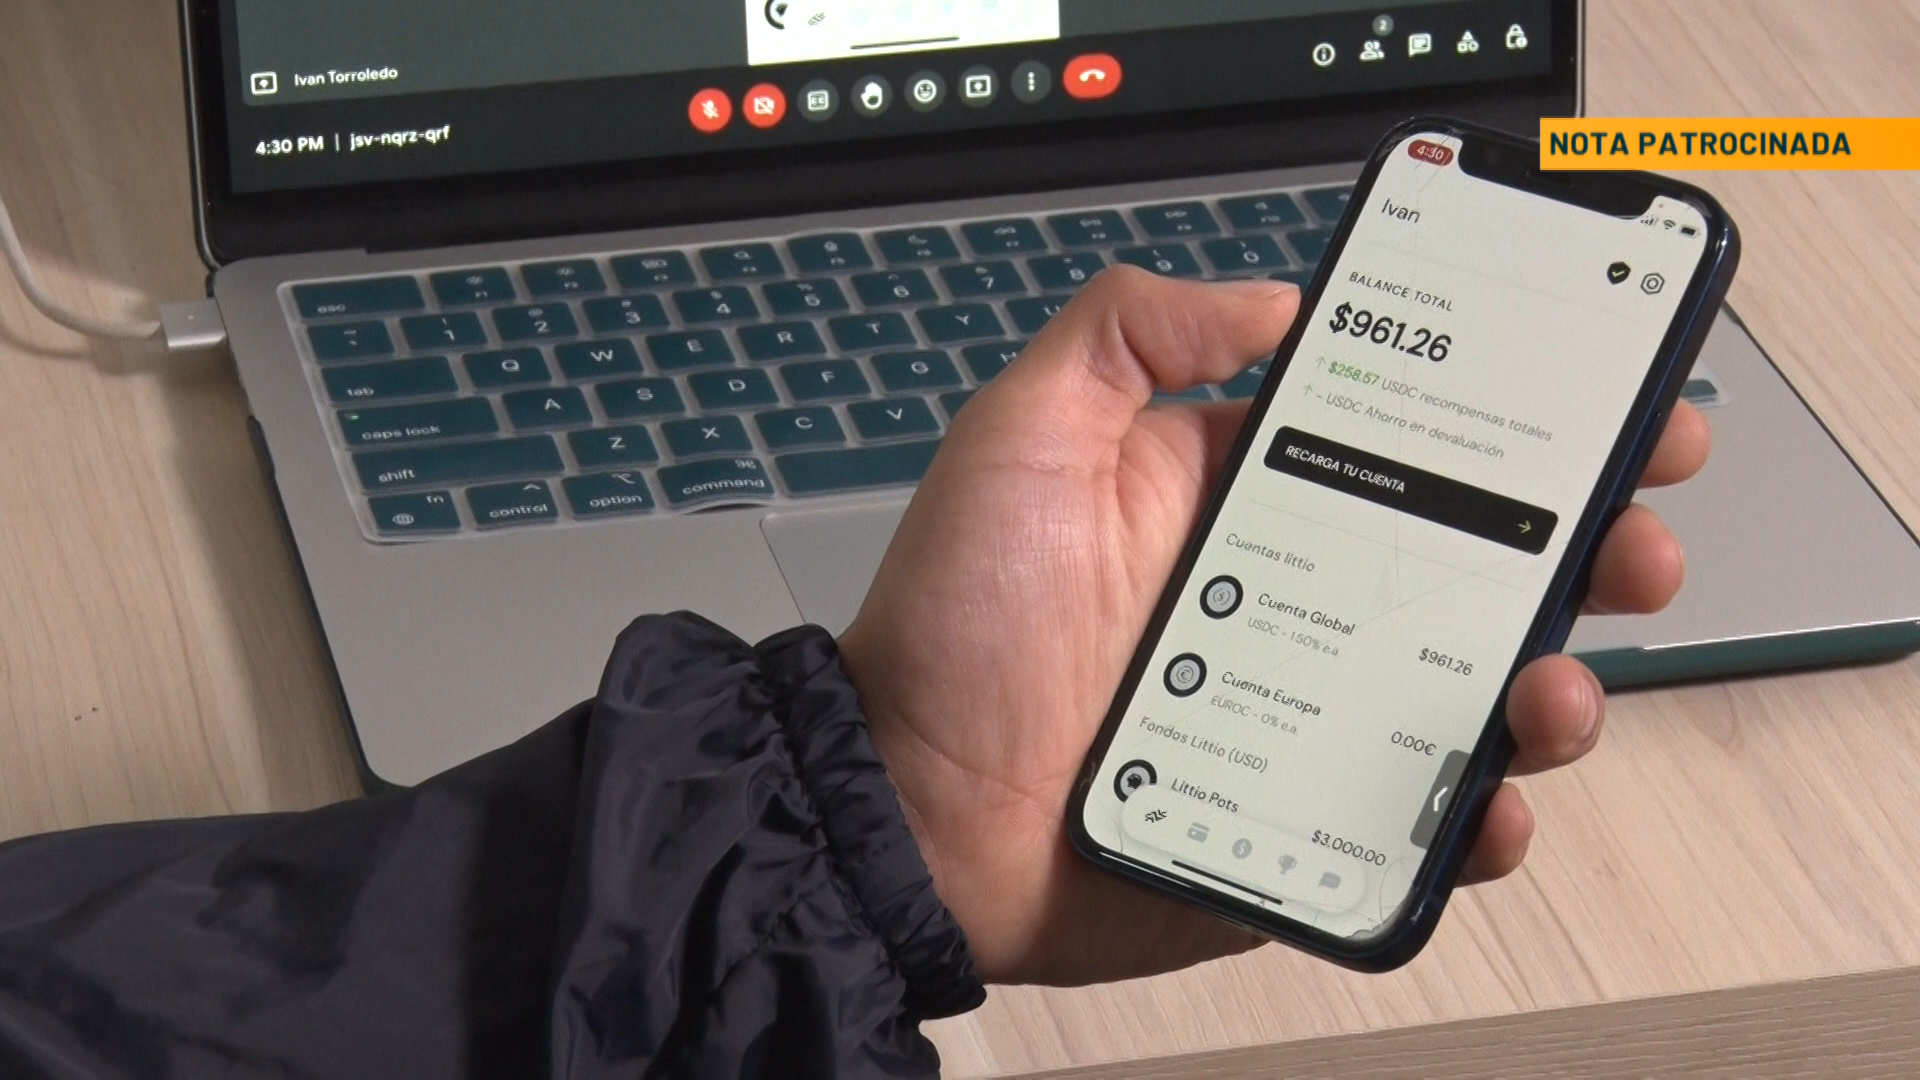 Ivan Torroledo
4:30 PM | jsv-nqrz-qrf
2
NOTA PATROCINADA
4:30
Ivan
BALANCE TOTAL
$961.26
$258.57 USDC recompensas totales
- USDC Ahorro en devaluación
RECARGA TU CUENTA
Cuentas littio
Cuenta Global
USDC - 1.50% e.a
$961.26
Cuenta Europa
EUROC - 0% e.a.
0.00€
Fondos Littio (USD)
Littio Pots
$3,000.00
esc
1 2 3 4 5 6 7 8 9 0
tab Q W E R T Y U
caps lock A S D F G H
shift Z X C V
fn control option command